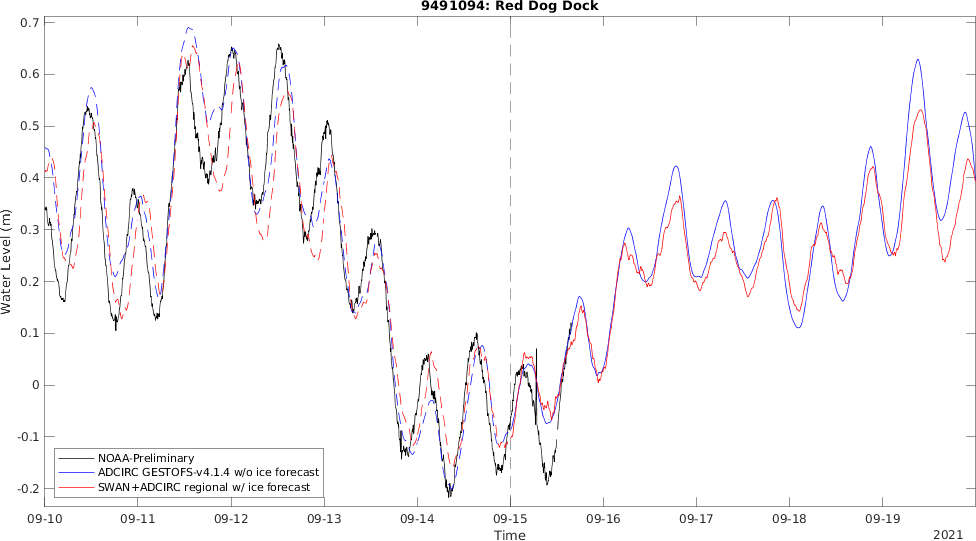 9491094: Red Dog Dock
Water Level (m)
0.7
0.6
0.5
0.4
0.3
0.2
0.1
0
-0.1
-0.2
NOAA-Preliminary
ADCIRC GESTOFS-v4.1.4 w/o ice forecast
SWAN+ADCIRC regional w/ ice forecast
09-10 09-11 09-12 09-13 09-14 09-15 09-16 09-17 09-18 09-19
Time
2021